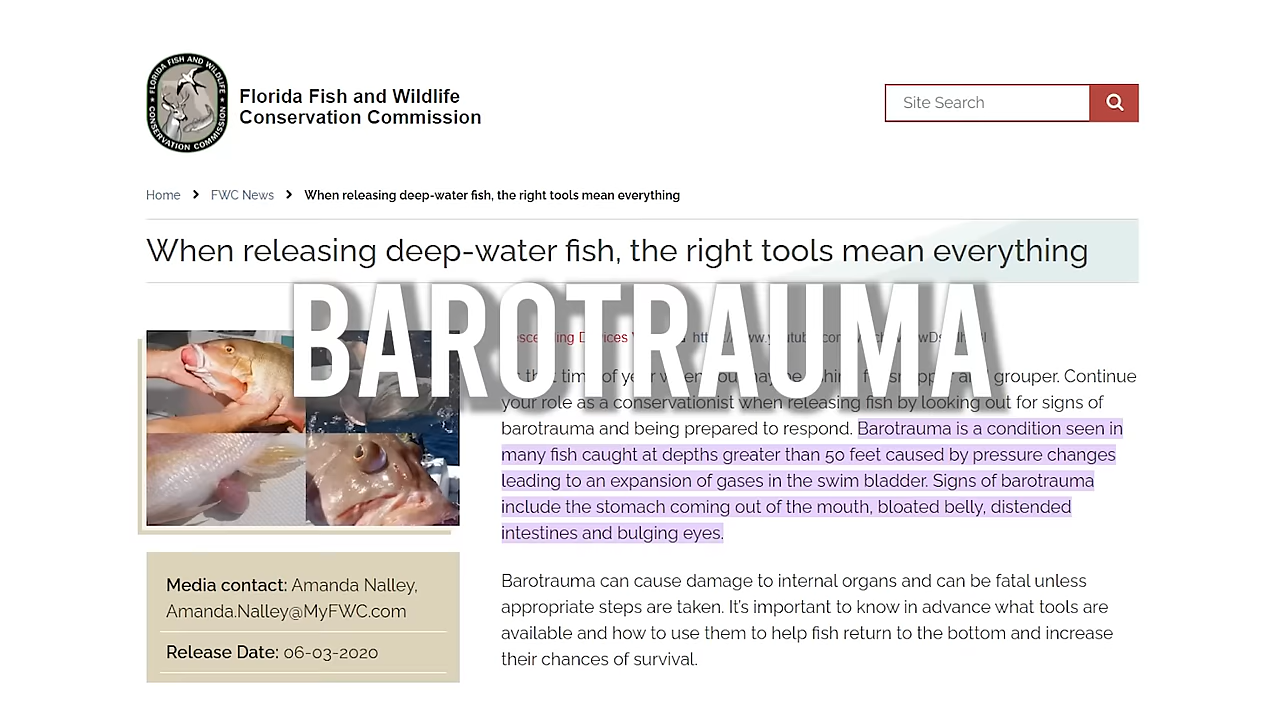 FLORIDA FISH AND WILDLIFE
CONSERVATION COMMISSION
Florida Fish and Wildlife
Conservation Commission
Site Search
Home > FWC News > When releasing deep-water fish, the right tools mean everything
When releasing deep-water fish, the right tools mean everything
BAROTRAUMA
grouper. Continue
your role as a conservationist when releasing fish by looking out for signs of
barotrauma and being prepared to respond. Barotrauma is a condition seen in
many fish caught at depths greater than 50 feet caused by pressure changes
leading to an expansion of gases in the swim bladder. Signs of barotrauma
include the stomach coming out of the mouth, bloated belly, distended
intestines and bulging eyes.
Barotrauma can cause damage to internal organs and can be fatal unless
appropriate steps are taken. It's important to know in advance what tools are
available and how to use them to help fish return to the bottom and increase
their chances of survival.
Media contact: Amanda Nalley,
Amanda.Nalley@MyFWC.com
Release Date: 06-03-2020